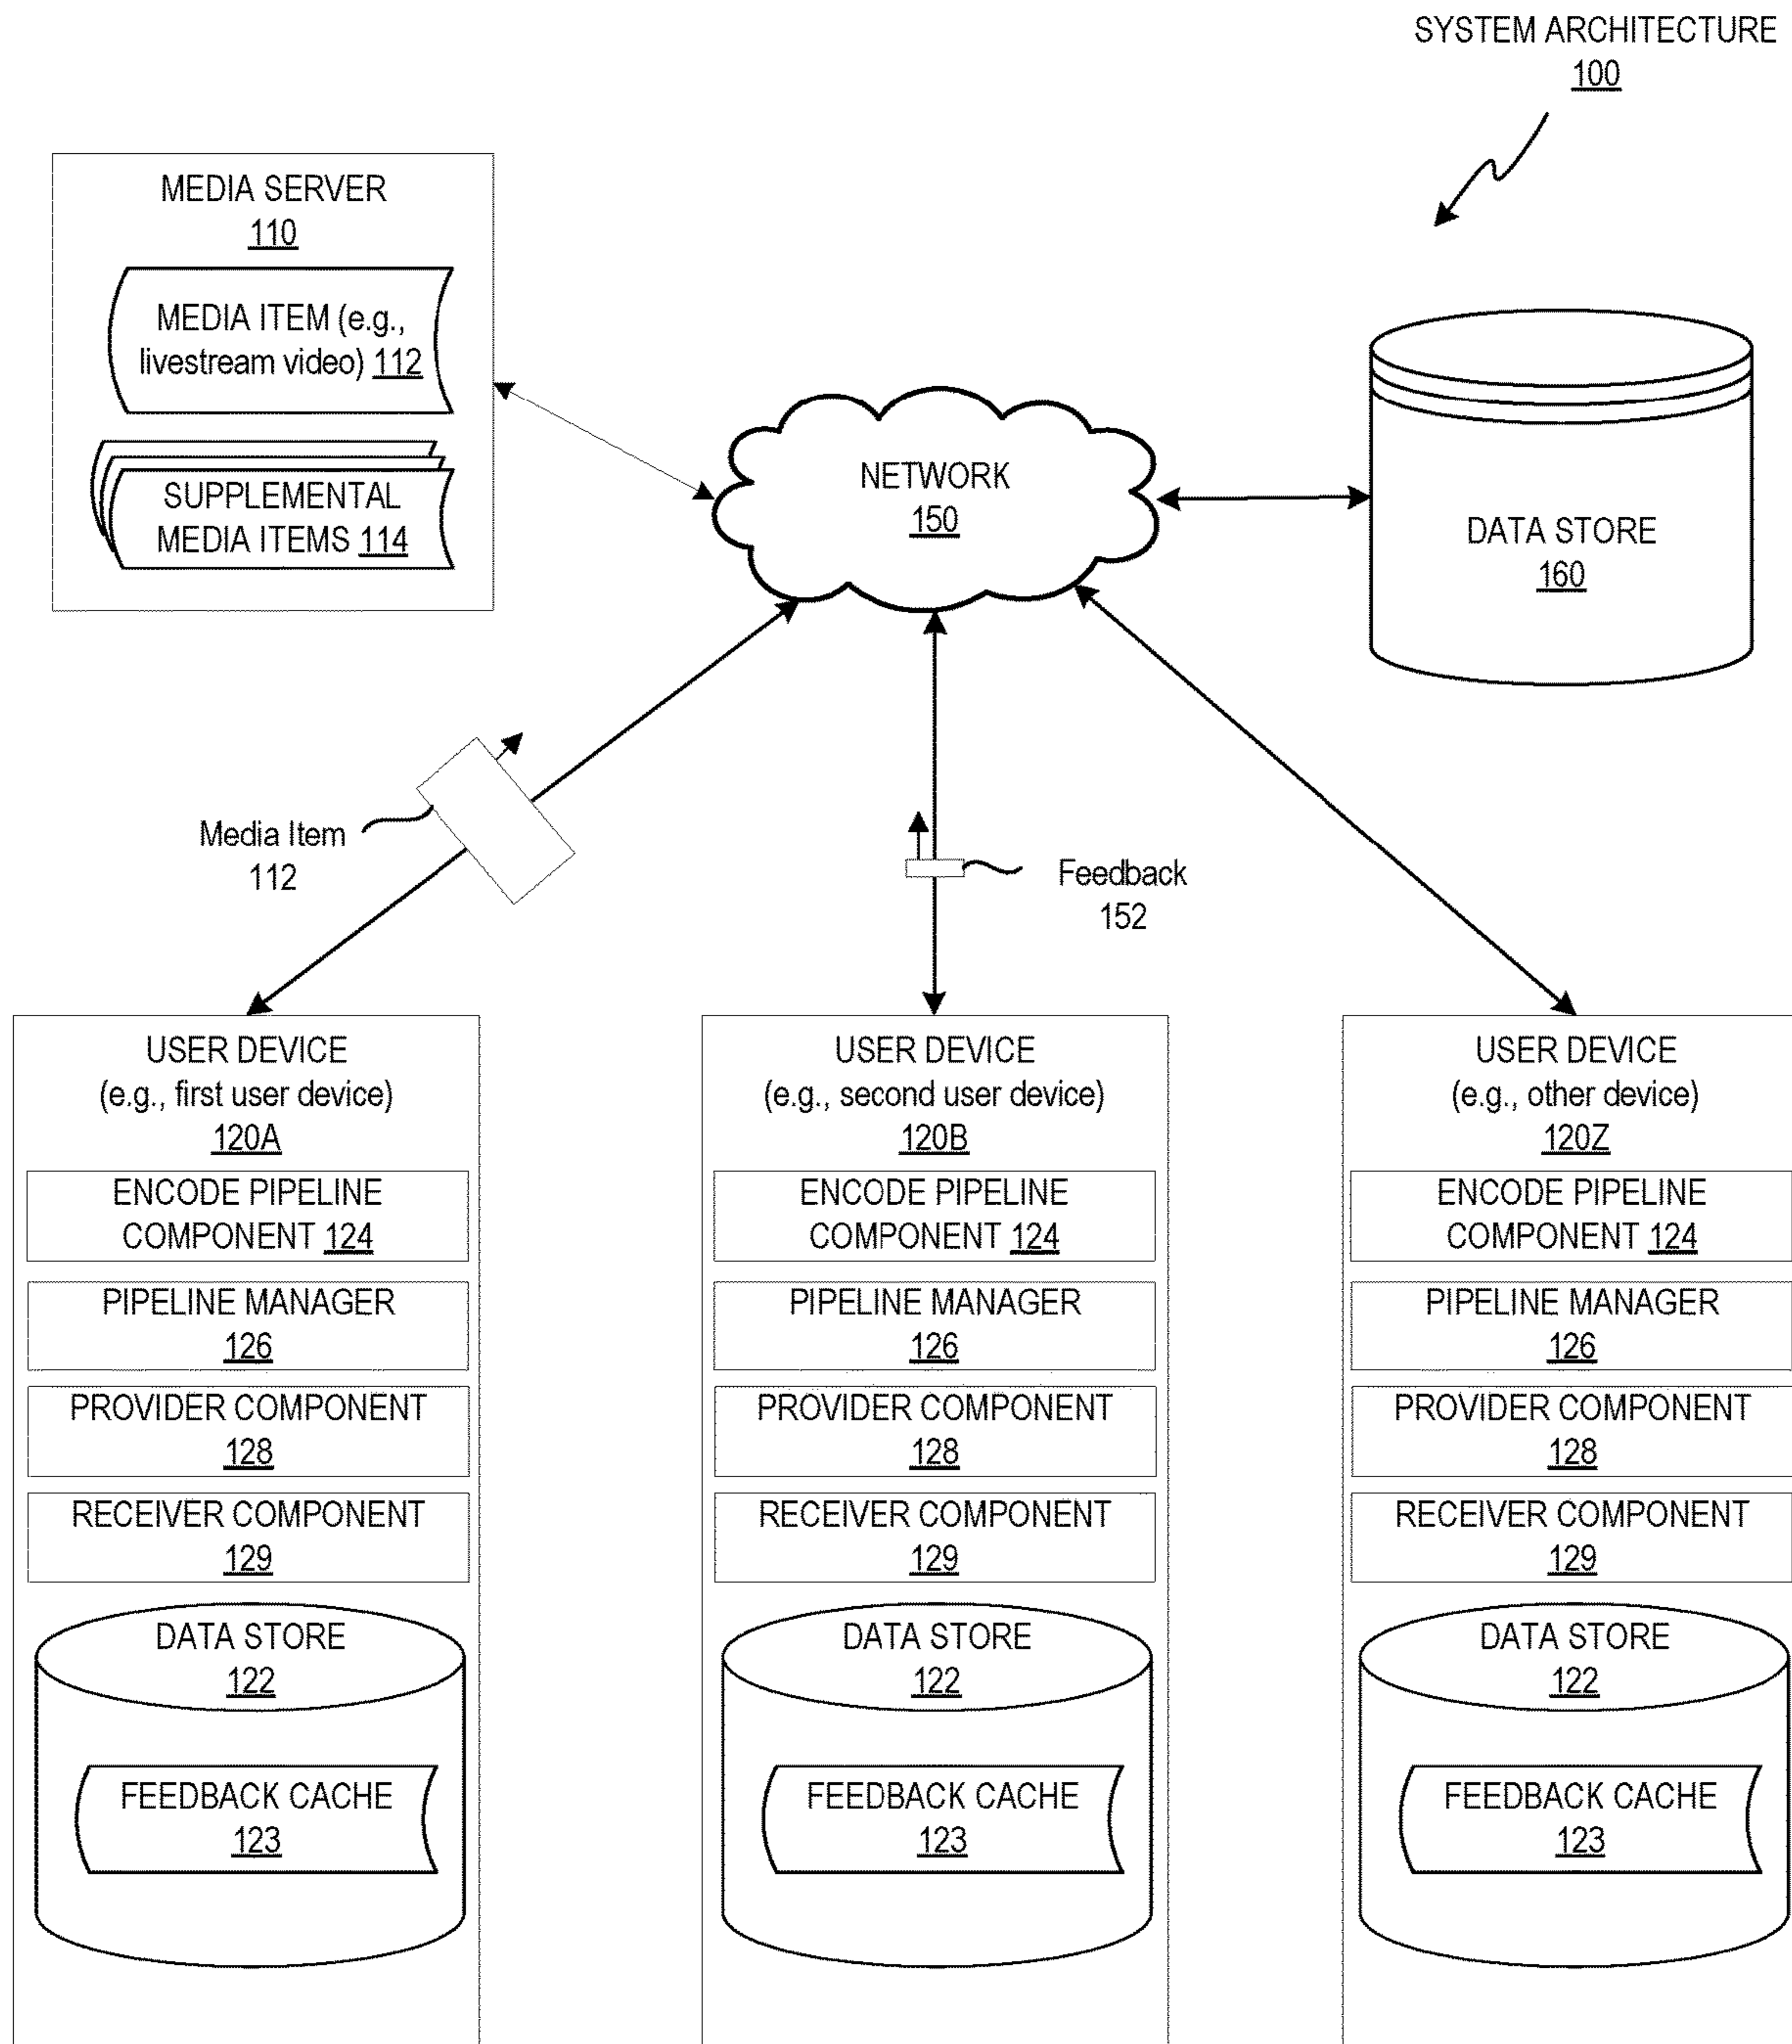 SYSTEM ARCHITECTURE
100
MEDIA SERVER
110
MEDIA ITEM (e.g.,
livestream video) 112
SUPPLEMENTAL
MEDIA ITEMS 114
NETWORK
150
DATA STORE
160
Media Item
112
Feedback
152
USER DEVICE
(e.g., first user device)
120A
ENCODE PIPELINE
COMPONENT 124
PIPELINE MANAGER
126
PROVIDER COMPONENT
128
RECEIVER COMPONENT
129
DATA STORE
122
FEEDBACK CACHE
123
USER DEVICE
(e.g., second user device)
120B
ENCODE PIPELINE
COMPONENT 124
PIPELINE MANAGER
126
PROVIDER COMPONENT
128
RECEIVER COMPONENT
129
DATA STORE
122
FEEDBACK CACHE
123
USER DEVICE
(e.g., other device)
120Z
ENCODE PIPELINE
COMPONENT 124
PIPELINE MANAGER
126
PROVIDER COMPONENT
128
RECEIVER COMPONENT
129
DATA STORE
122
FEEDBACK CACHE
123